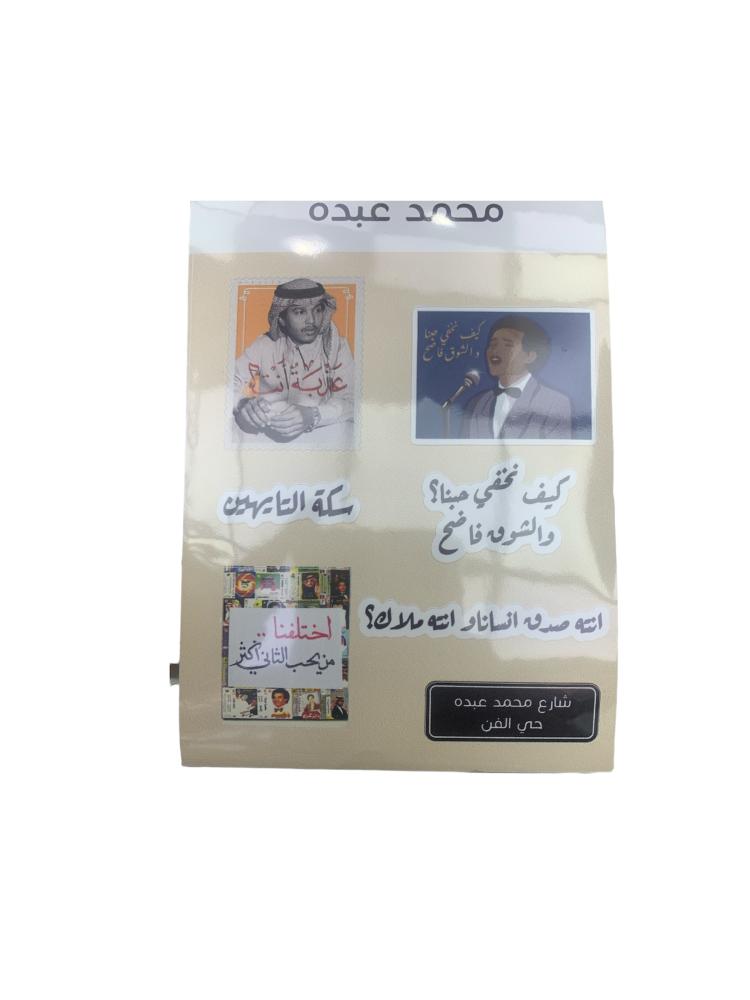 محمد عبده
عذبة أنت
كيف نخفي حبنا
والشوق فاضح
سكة التايهين
كيف نخفي حبنا؟
والشوق فاضح
اختلفنا ..
من يحب الثاني أكثر
انته صدق انسان او انته ملاك؟
شارع محمد عبده
حي الفن